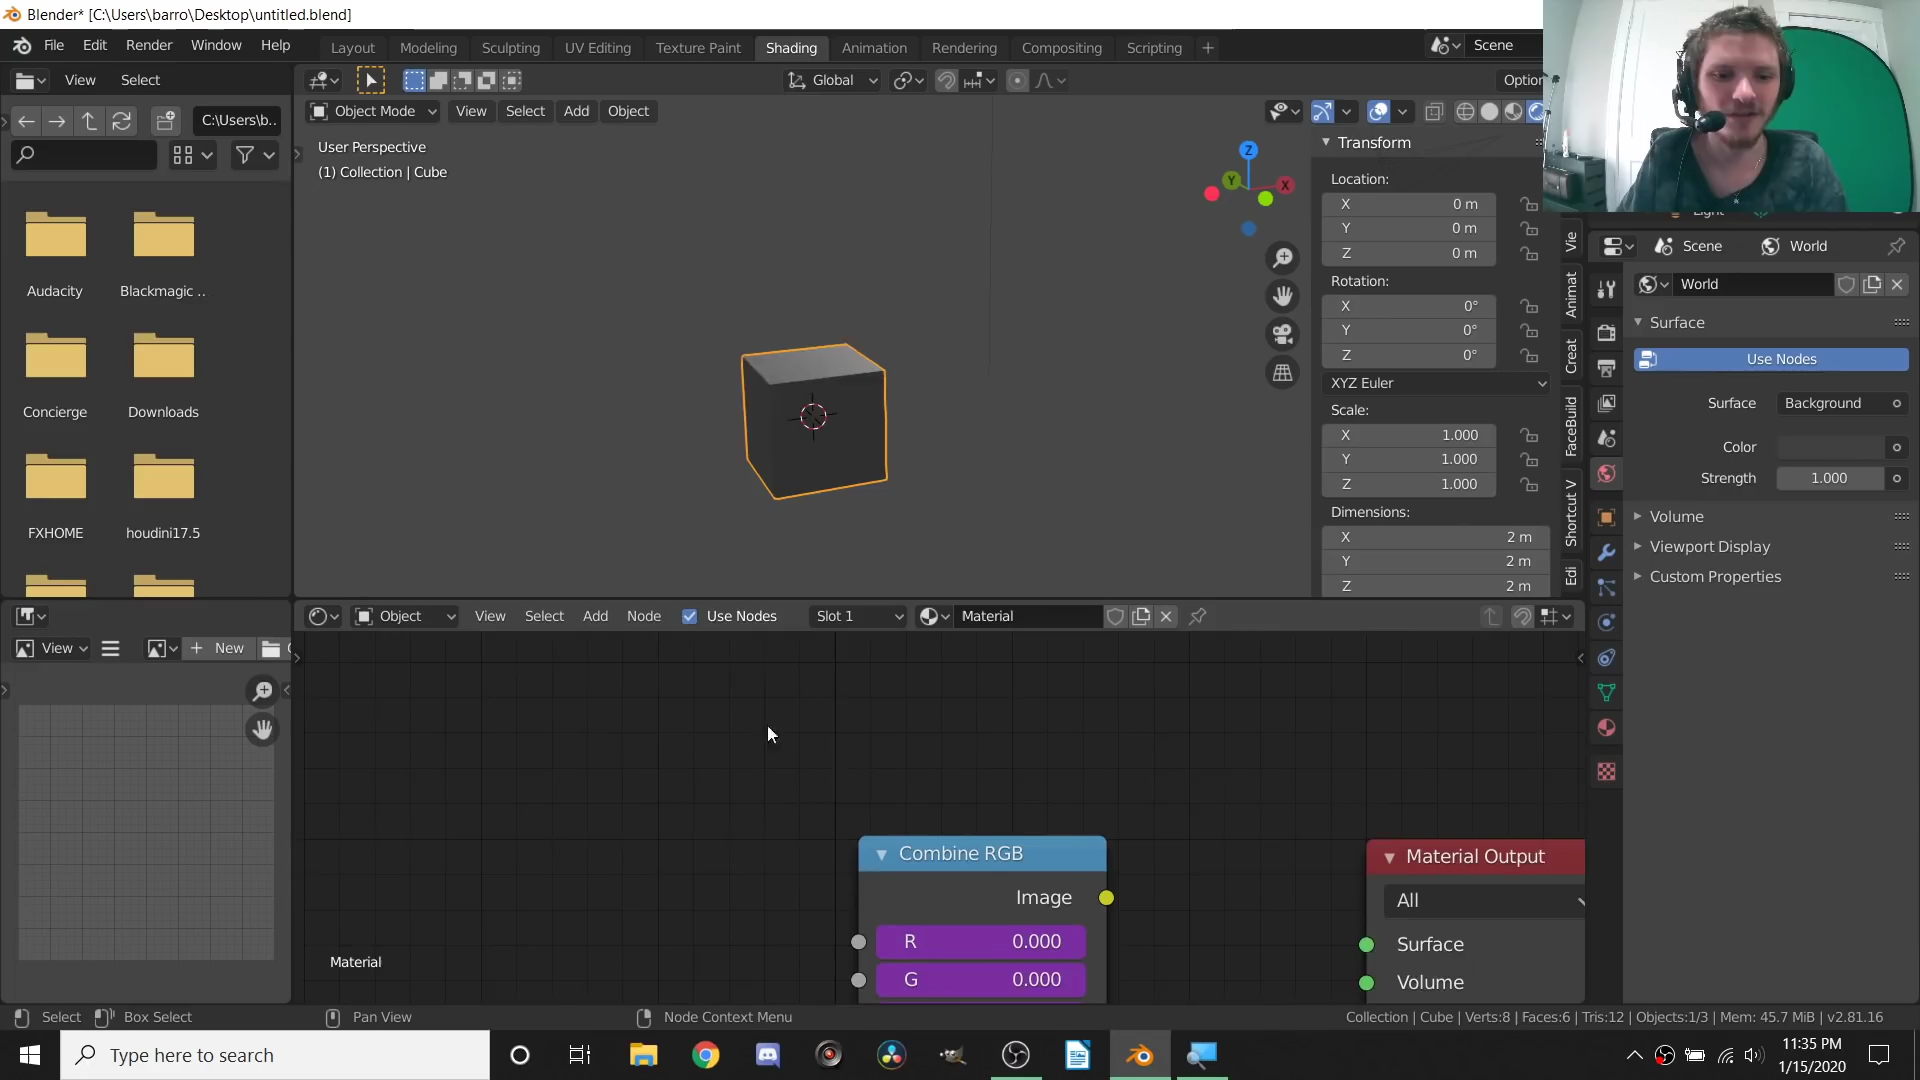 Blender* [C:\Users\barro\Desktop\untitled.blend]
File Edit Render Window Help
Layout Modeling Sculpting UV Editing Texture Paint Shading Animation Rendering Compositing Scripting +
Scene
View Select
Global
Option
C:\Users\b..
Object Mode View Select Add Object
User Perspective
(1) Collection | Cube
Z
Y
X
Audacity
Blackmagic ..
Concierge
Downloads
FXHOME
houdini17.5
Transform
Location:
X 0 m
Y 0 m
Z 0 m
Rotation:
X 0°
Y 0°
Z 0°
XYZ Euler
Scale:
X 1.000
Y 1.000
Z 1.000
Dimensions:
X 2 m
Y 2 m
Z 2 m
Vie
Animat
Creat
FaceBuild
Shortcut V
Edi
Light
Scene World
World
Surface
Use Nodes
Surface Background
Color
Strength 1.000
Volume
Viewport Display
Custom Properties
View + New
Object View Select Add Node Use Nodes Slot 1 Material
Combine RGB
Image
R 0.000
G 0.000
Material Output
All
Surface
Volume
Material
Select Box Select Pan View Node Context Menu
Collection | Cube | Verts:8 | Faces:6 | Tris:12 | Objects:1/3 | Mem: 45.7 MiB | v2.81.16
Type here to search
11:35 PM
1/15/2020